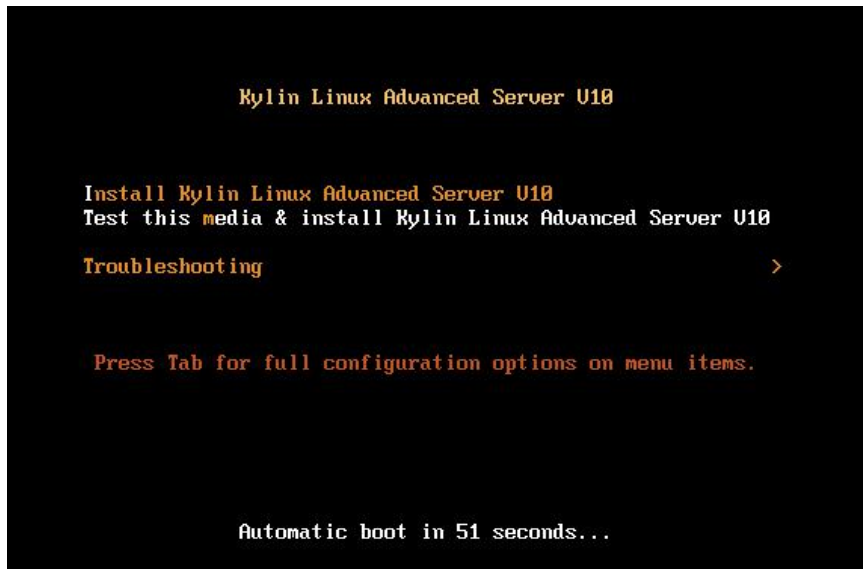 Kylin Linux Advanced Server V10
Install Kylin Linux Advanced Server V10
Test this media & install Kylin Linux Advanced Server V10
Troubleshooting >
Press Tab for full configuration options on menu items.
Automatic boot in 51 seconds...